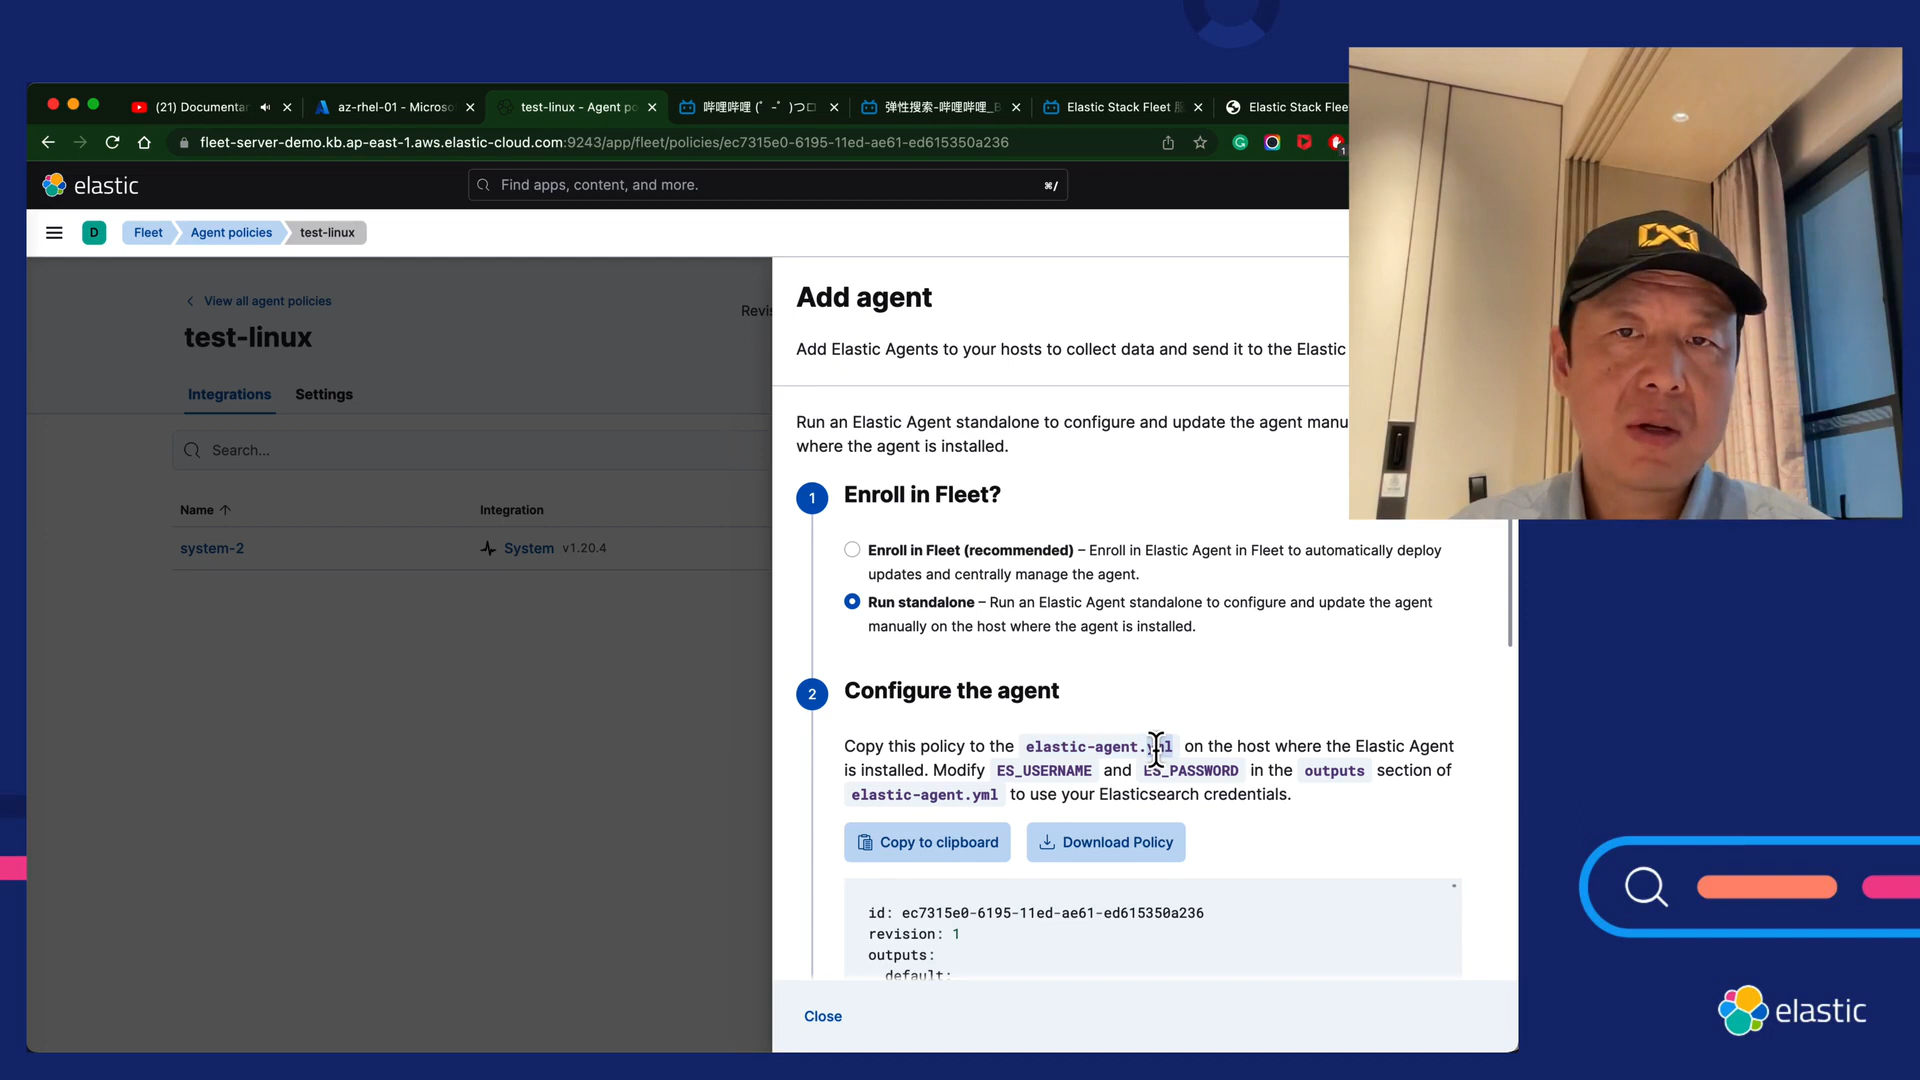 (21) Documentar
az-rhel-01 - Microso
test-linux - Agent po
哔哩哔哩 (゜-゜)つロ
弹性搜索-哔哩哔哩_B
Elastic Stack Fleet
Elastic Stack Flee
fleet-server-demo.kb.ap-east-1.aws.elastic-cloud.com:9243/app/fleet/policies/ec7315e0-6195-11ed-ae61-ed615350a236
1
elastic
Find apps, content, and more.
⌘/
D
Fleet
Agent policies
test-linux
View all agent policies
test-linux
Revis
Integrations
Settings
Search...
Name
Integration
system-2
System v1.20.4
Add agent
Add Elastic Agents to your hosts to collect data and send it to the Elastic
Run an Elastic Agent standalone to configure and update the agent manu
where the agent is installed.
1
Enroll in Fleet?
Enroll in Fleet (recommended) – Enroll in Elastic Agent in Fleet to automatically deploy
updates and centrally manage the agent.
Run standalone – Run an Elastic Agent standalone to configure and update the agent
manually on the host where the agent is installed.
2
Configure the agent
Copy this policy to the elastic-agent.yml on the host where the Elastic Agent
is installed. Modify ES_USERNAME and ES_PASSWORD in the outputs section of
elastic-agent.yml to use your Elasticsearch credentials.
Copy to clipboard
Download Policy
id: ec7315e0-6195-11ed-ae61-ed615350a236
revision: 1
outputs:
default:
Close
elastic